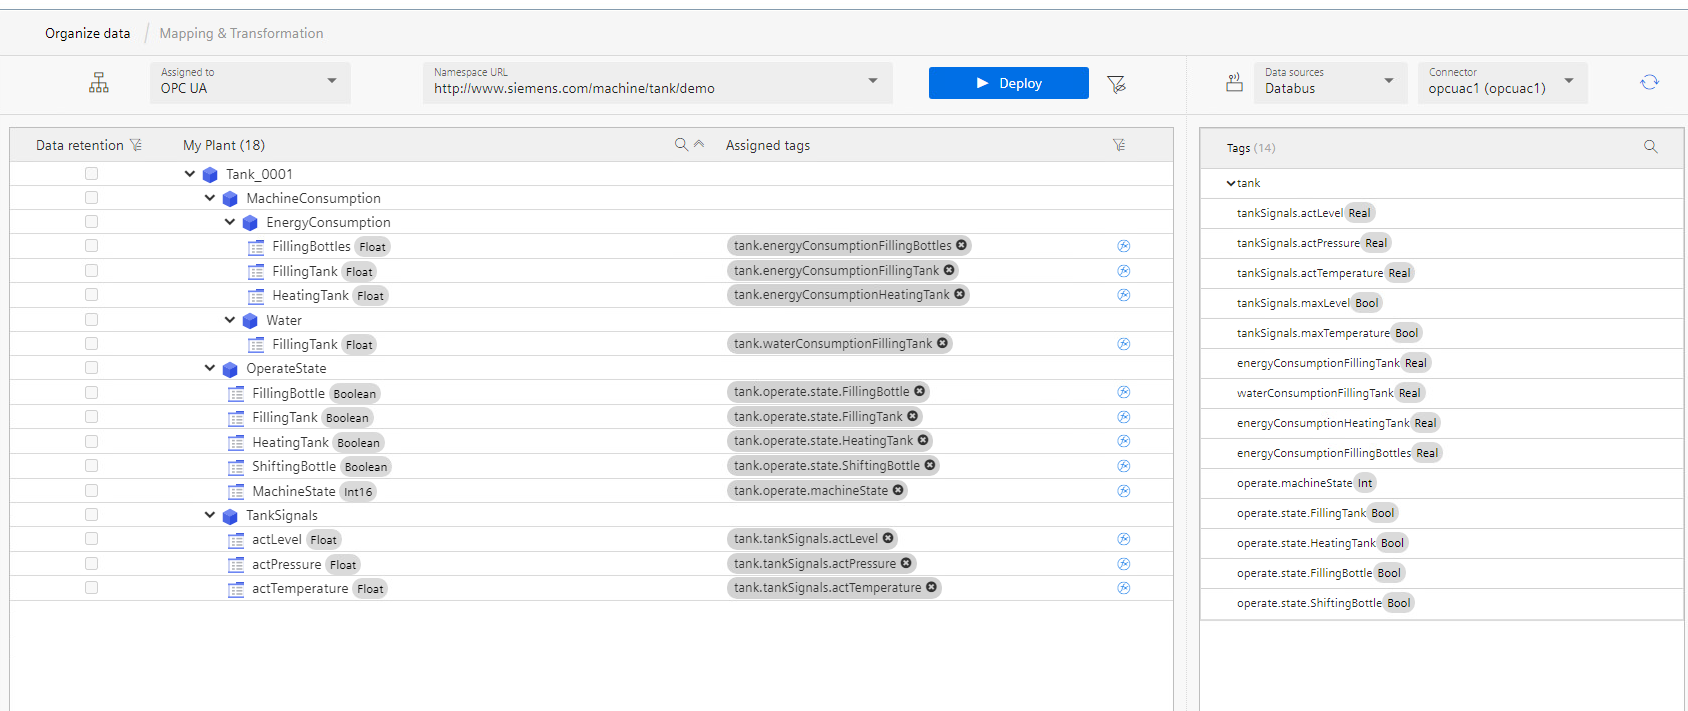 Organize data / Mapping & Transformation
Assigned to
OPC UA
Namespace URL
http://www.siemens.com/machine/tank/demo
Deploy
Data sources
Databus
Connector
opcuac1 (opcuac1)
Data retention My Plant (18) Assigned tags
Tank_0001
MachineConsumption
EnergyConsumption
FillingBottles Float tank.energyConsumptionFillingBottles
FillingTank Float tank.energyConsumptionFillingTank
HeatingTank Float tank.energyConsumptionHeatingTank
Water
FillingTank Float tank.waterConsumptionFillingTank
OperateState
FillingBottle Boolean tank.operate.state.FillingBottle
FillingTank Boolean tank.operate.state.FillingTank
HeatingTank Boolean tank.operate.state.HeatingTank
ShiftingBottle Boolean tank.operate.state.ShiftingBottle
MachineState Int16 tank.operate.machineState
TankSignals
actLevel Float tank.tankSignals.actLevel
actPressure Float tank.tankSignals.actPressure
actTemperature Float tank.tankSignals.actTemperature
Tags (14)
tank
tankSignals.actLevel Real
tankSignals.actPressure Real
tankSignals.actTemperature Real
tankSignals.maxLevel Bool
tankSignals.maxTemperature Bool
energyConsumptionFillingTank Real
waterConsumptionFillingTank Real
energyConsumptionHeatingTank Real
energyConsumptionFillingBottles Real
operate.machineState Int
operate.state.FillingTank Bool
operate.state.HeatingTank Bool
operate.state.FillingBottle Bool
operate.state.ShiftingBottle Bool